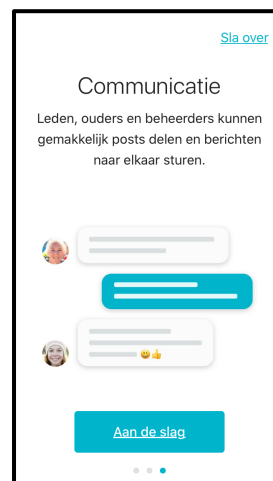 Sla over
Communicatie
Leden, ouders en beheerders kunnen
gemakkelijk posts delen en berichten
naar elkaar sturen.
Aan de slag